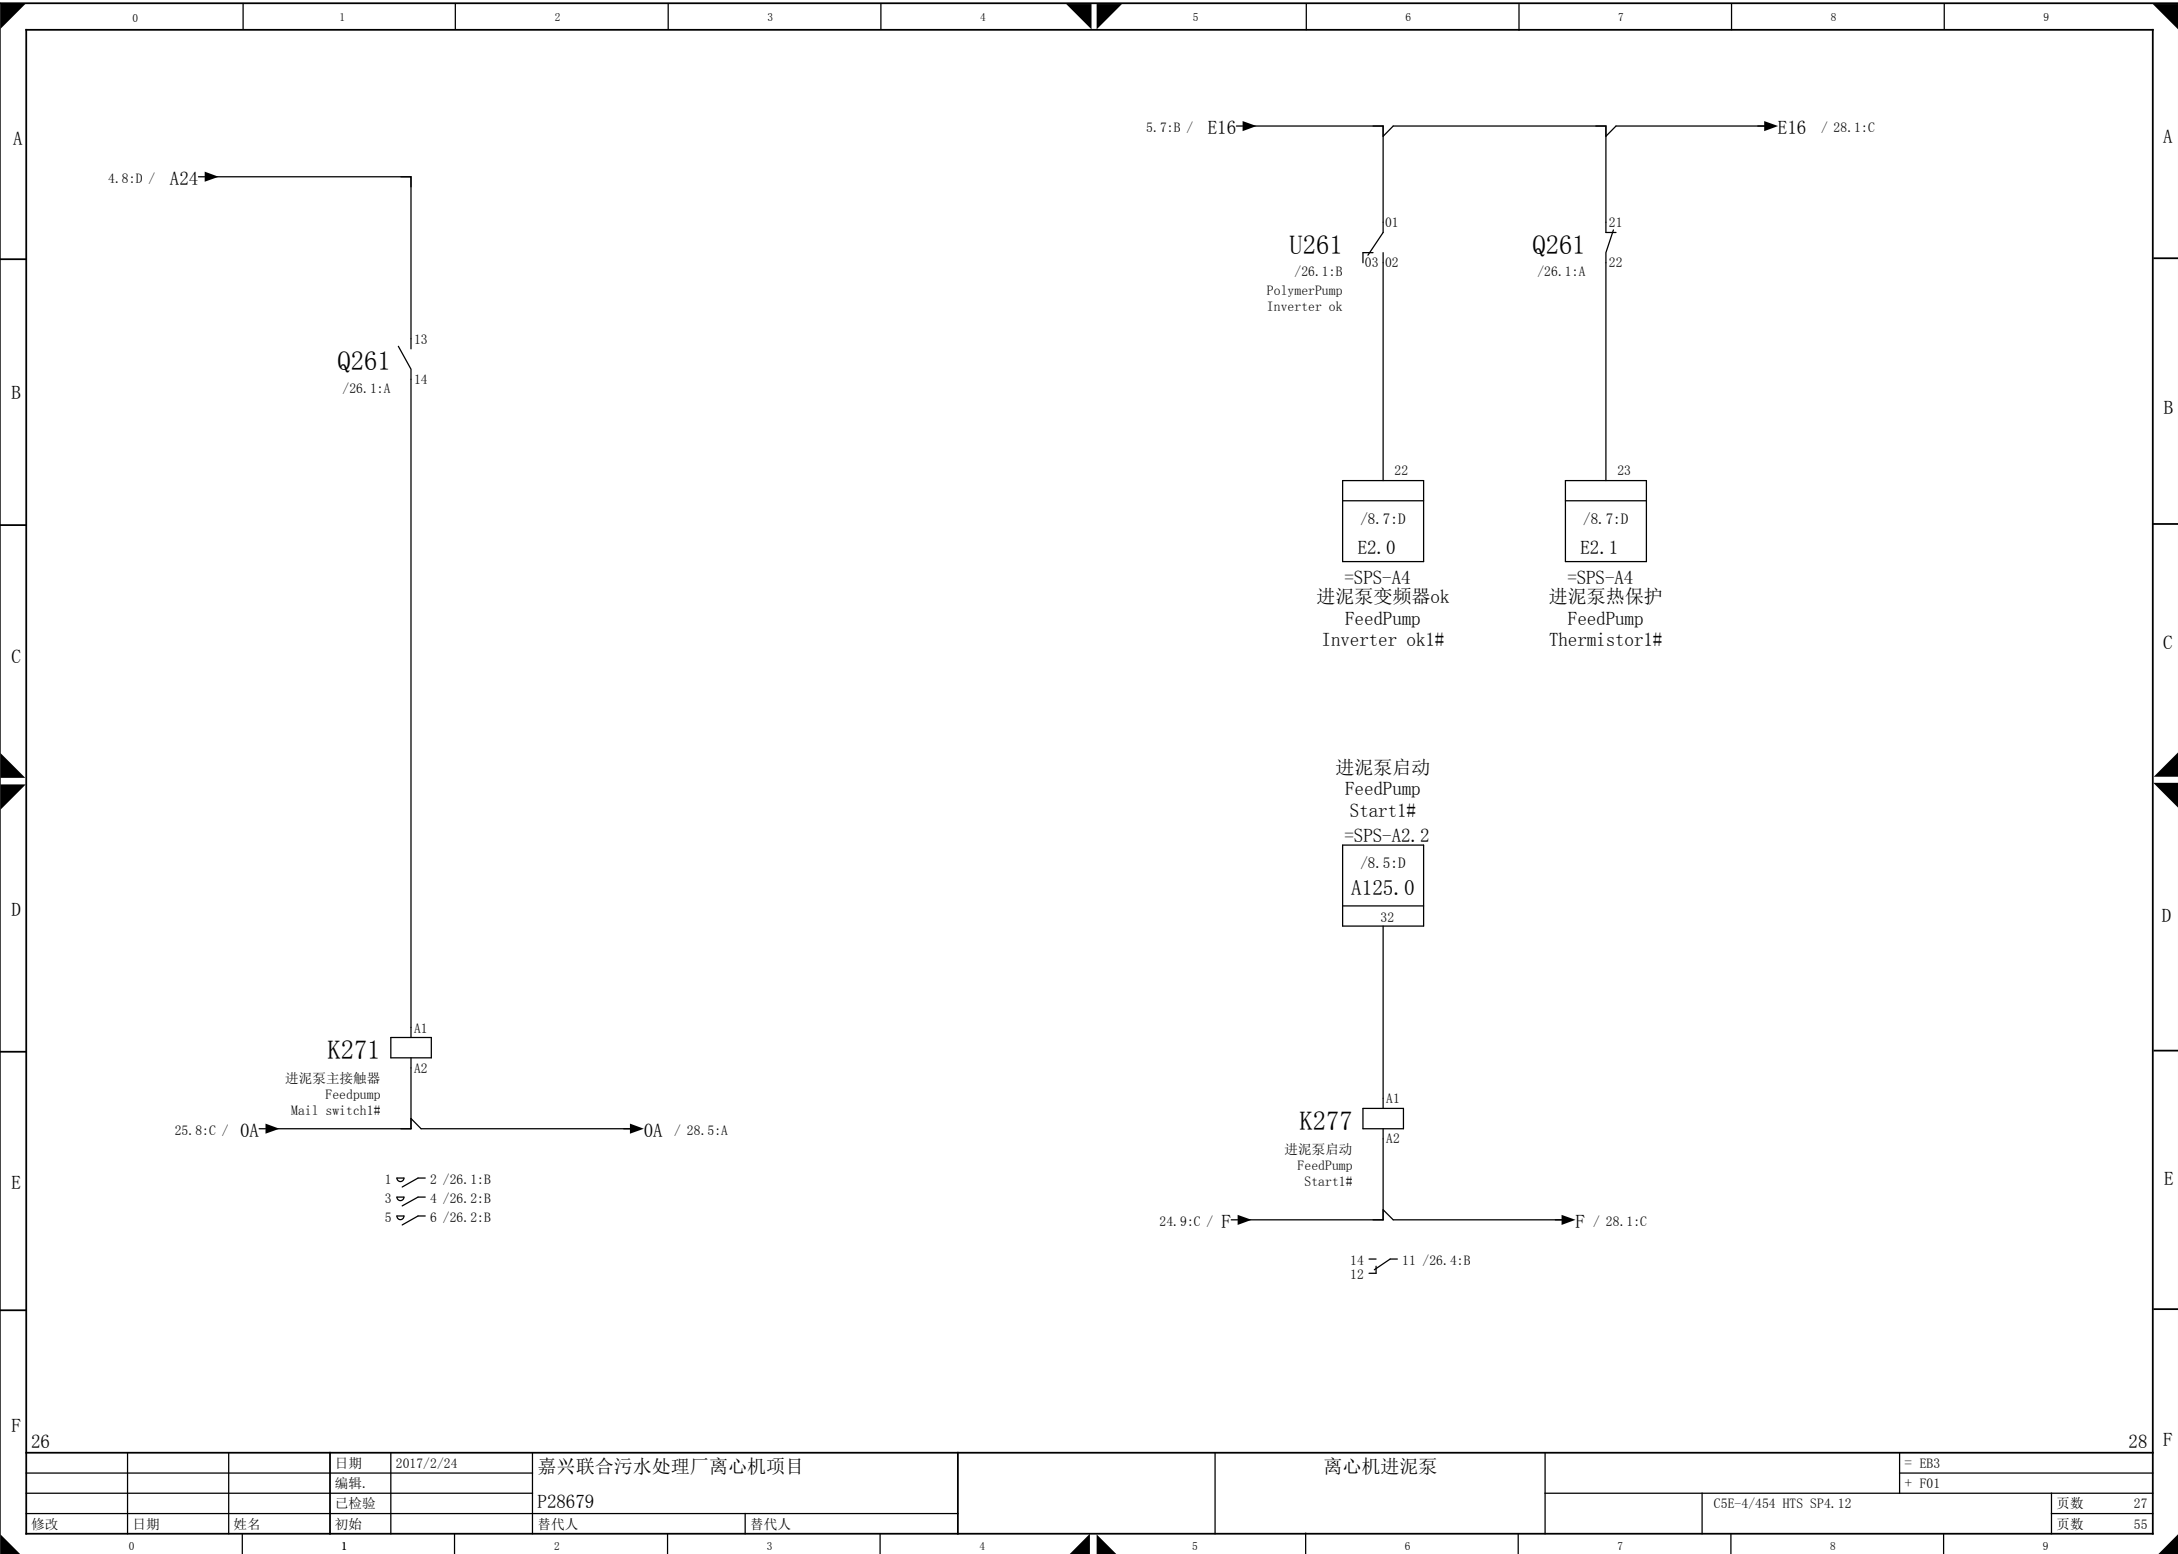 0 1 2 3 4 5 6 7 8 9
A
A
5.7:B / E16
E16 / 28.1:C
4.8:D / A24
01
U261
03 02
/26.1:B
PolymerPump
Inverter ok
21
Q261
22
/26.1:A
13
Q261
14
/26.1:A
B
B
22
/8.7:D
E2.0
=SPS-A4
进泥泵变频器ok
FeedPump
Inverter ok1#
23
/8.7:D
E2.1
=SPS-A4
进泥泵热保护
FeedPump
Thermistor1#
C
C
进泥泵启动
FeedPump
Start1#
=SPS-A2.2
/8.5:D
A125.0
32
D
D
A1
K271
A2
进泥泵主接触器
Feedpump
Mail switch1#
25.8:C / 0A
0A / 28.5:A
1 2 /26.1:B
3 4 /26.2:B
5 6 /26.2:B
A1
K277
A2
进泥泵启动
FeedPump
Start1#
24.9:C / F
F / 28.1:C
14 11 /26.4:B
12
E
E
F
F
26
28
日期 2017/2/24
编辑.
已检验
修改 日期 姓名 初始
嘉兴联合污水处理厂离心机项目
P28679
替代人 替代人
离心机进泥泵
= EB3
+ F01
C5E-4/454 HTS SP4.12
页数 27
页数 55
0 1 2 3 4 5 6 7 8 9